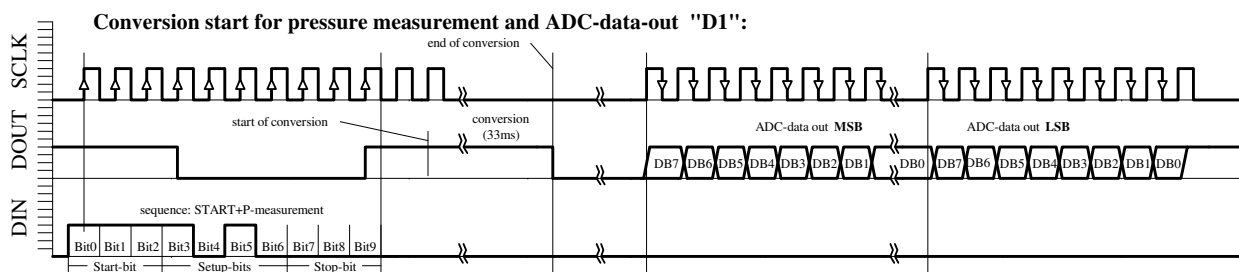 Conversion start for pressure measurement and ADC-data-out "D1":
end of conversion
SCLK
start of conversion
conversion
(33ms)
ADC-data out MSB
ADC-data out LSB
DOUT
DB7 DB6 DB5 DB4 DB3 DB2 DB1 DB0 DB7 DB6 DB5 DB4 DB3 DB2 DB1 DB0
sequence: START+P-measurement
DIN
Bit0 Bit1 Bit2 Bit3 Bit4 Bit5 Bit6 Bit7 Bit8 Bit9
Start-bit Setup-bits Stop-bit